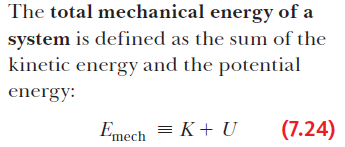 The total mechanical energy of a
system is defined as the sum of the
kinetic energy and the potential
energy:
Emech ≡ K + U (7.24)